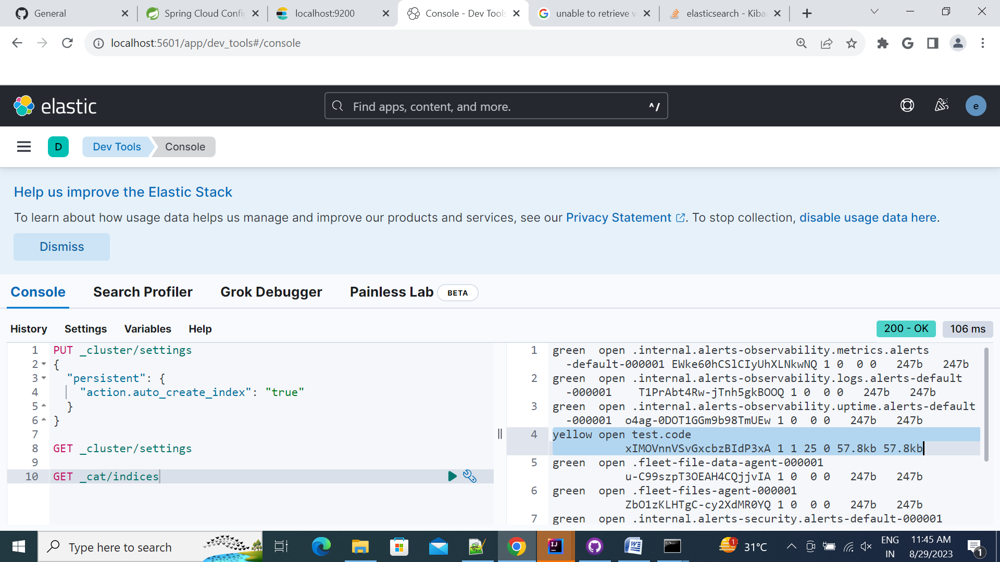 General
Spring Cloud Confi
localhost:9200
Console - Dev Tools
unable to retrieve v
elasticsearch - Kiba
localhost:5601/app/dev_tools#/console
elastic
Find apps, content, and more.
^ /
e
D
Dev Tools
Console
Help us improve the Elastic Stack
To learn about how usage data helps us manage and improve our products and services, see our Privacy Statement. To stop collection, disable usage data here.
Dismiss
Console
Search Profiler
Grok Debugger
Painless Lab
BETA
History
Settings
Variables
Help
200 - OK
106 ms
1 PUT _cluster/settings
2 {
3 "persistent": {
4 "action.auto_create_index": "true"
5 }
6 }
7
8 GET _cluster/settings
9
10 GET _cat/indices
1 green open .internal.alerts-observability.metrics.alerts
-default-000001 EWke60hCSlCIyUhXLNkwNQ 1 0 0 0 247b 247b
2 green open .internal.alerts-observability.logs.alerts-default
-000001 T1PrAbt4Rw-jTnh5gkBOOQ 1 0 0 0 247b 247b
3 green open .internal.alerts-observability.uptime.alerts-default
-000001 o4ag-0DOT1GGm9b98TmUEw 1 0 0 0 247b 247b
4 yellow open test.code
xIMOVnnVSvGxcbzBIdP3xA 1 1 25 0 57.8kb 57.8kb
5 green open .fleet-file-data-agent-000001
u-C99szpT3OEAH4CQjjvIA 1 0 0 0 247b 247b
6 green open .fleet-files-agent-000001
ZbO1zKLHTgC-cy2XdMR0YQ 1 0 0 0 247b 247b
7 green open .internal.alerts-security.alerts-default-000001
Type here to search
IJ
1
31°C
ENG
IN
11:45 AM
8/29/2023
1